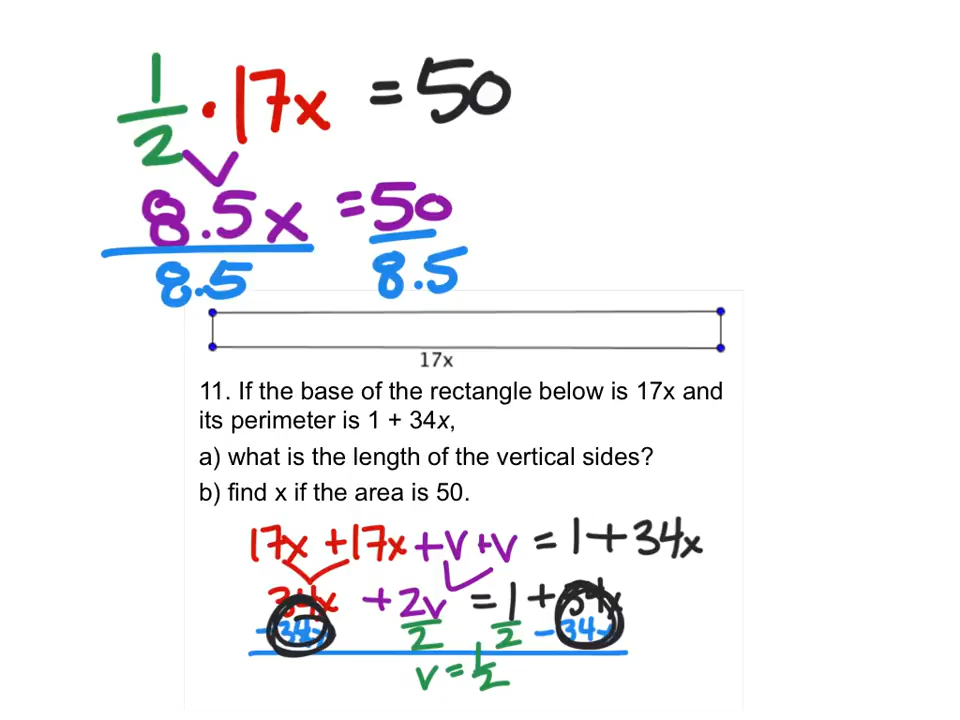 1/2 · 17x = 50
8.5x = 50
8.5 8.5
17x
11. If the base of the rectangle below is 17x and
its perimeter is 1 + 34x,
a) what is the length of the vertical sides?
b) find x if the area is 50.
17x + 17x + v + v = 1 + 34x
34x + 2v = 1 + 34x
- 34x 2 2 - 34x
v = 1/2